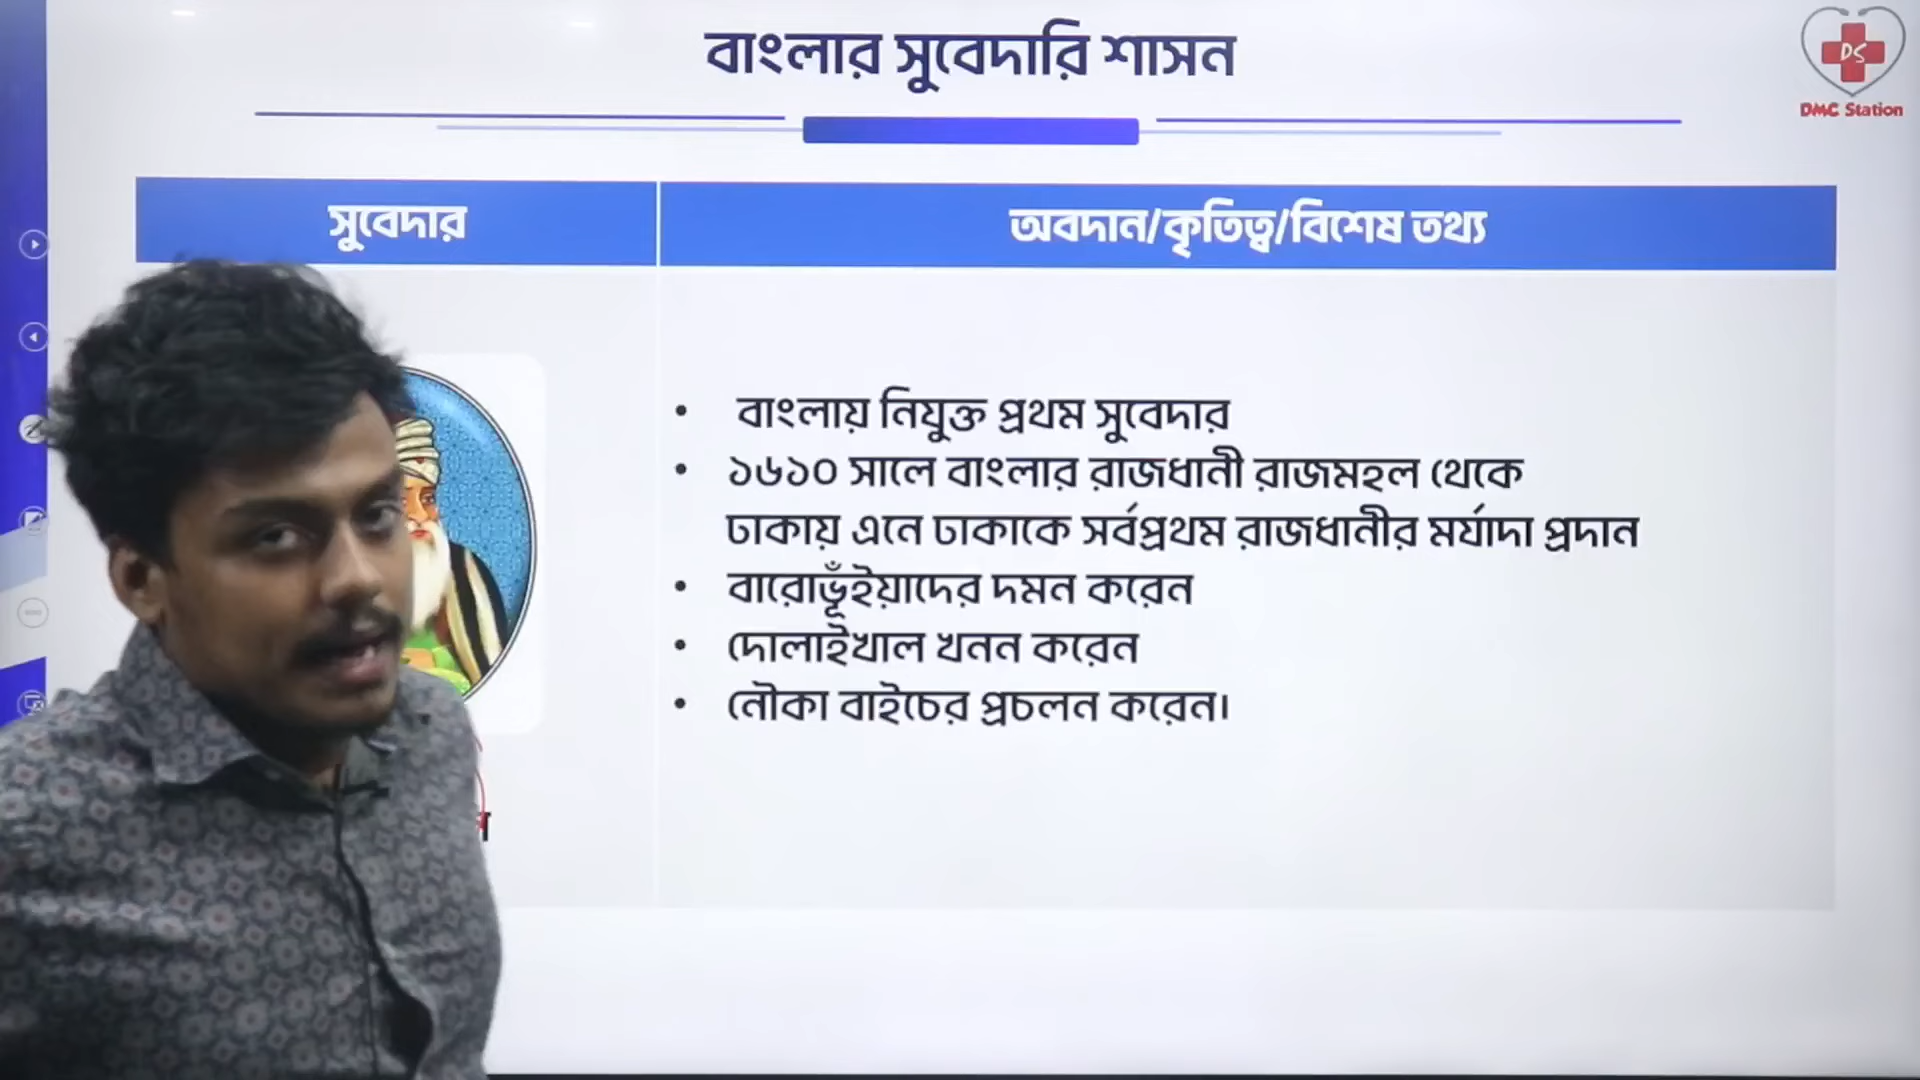 বাংলার সুবেদারি শাসন
DS
DMC Station
সুবেদার
অবদান/কৃতিত্ব/বিশেষ তথ্য
• বাংলায় নিযুক্ত প্রথম সুবেদার
• ১৬১০ সালে বাংলার রাজধানী রাজমহল থেকে
ঢাকায় এনে ঢাকাকে সর্বপ্রথম রাজধানীর মর্যাদা প্রদান
• বারোভূঁইয়াদের দমন করেন
• দোলাইখাল খনন করেন
• নৌকা বাইচের প্রচলন করেন।